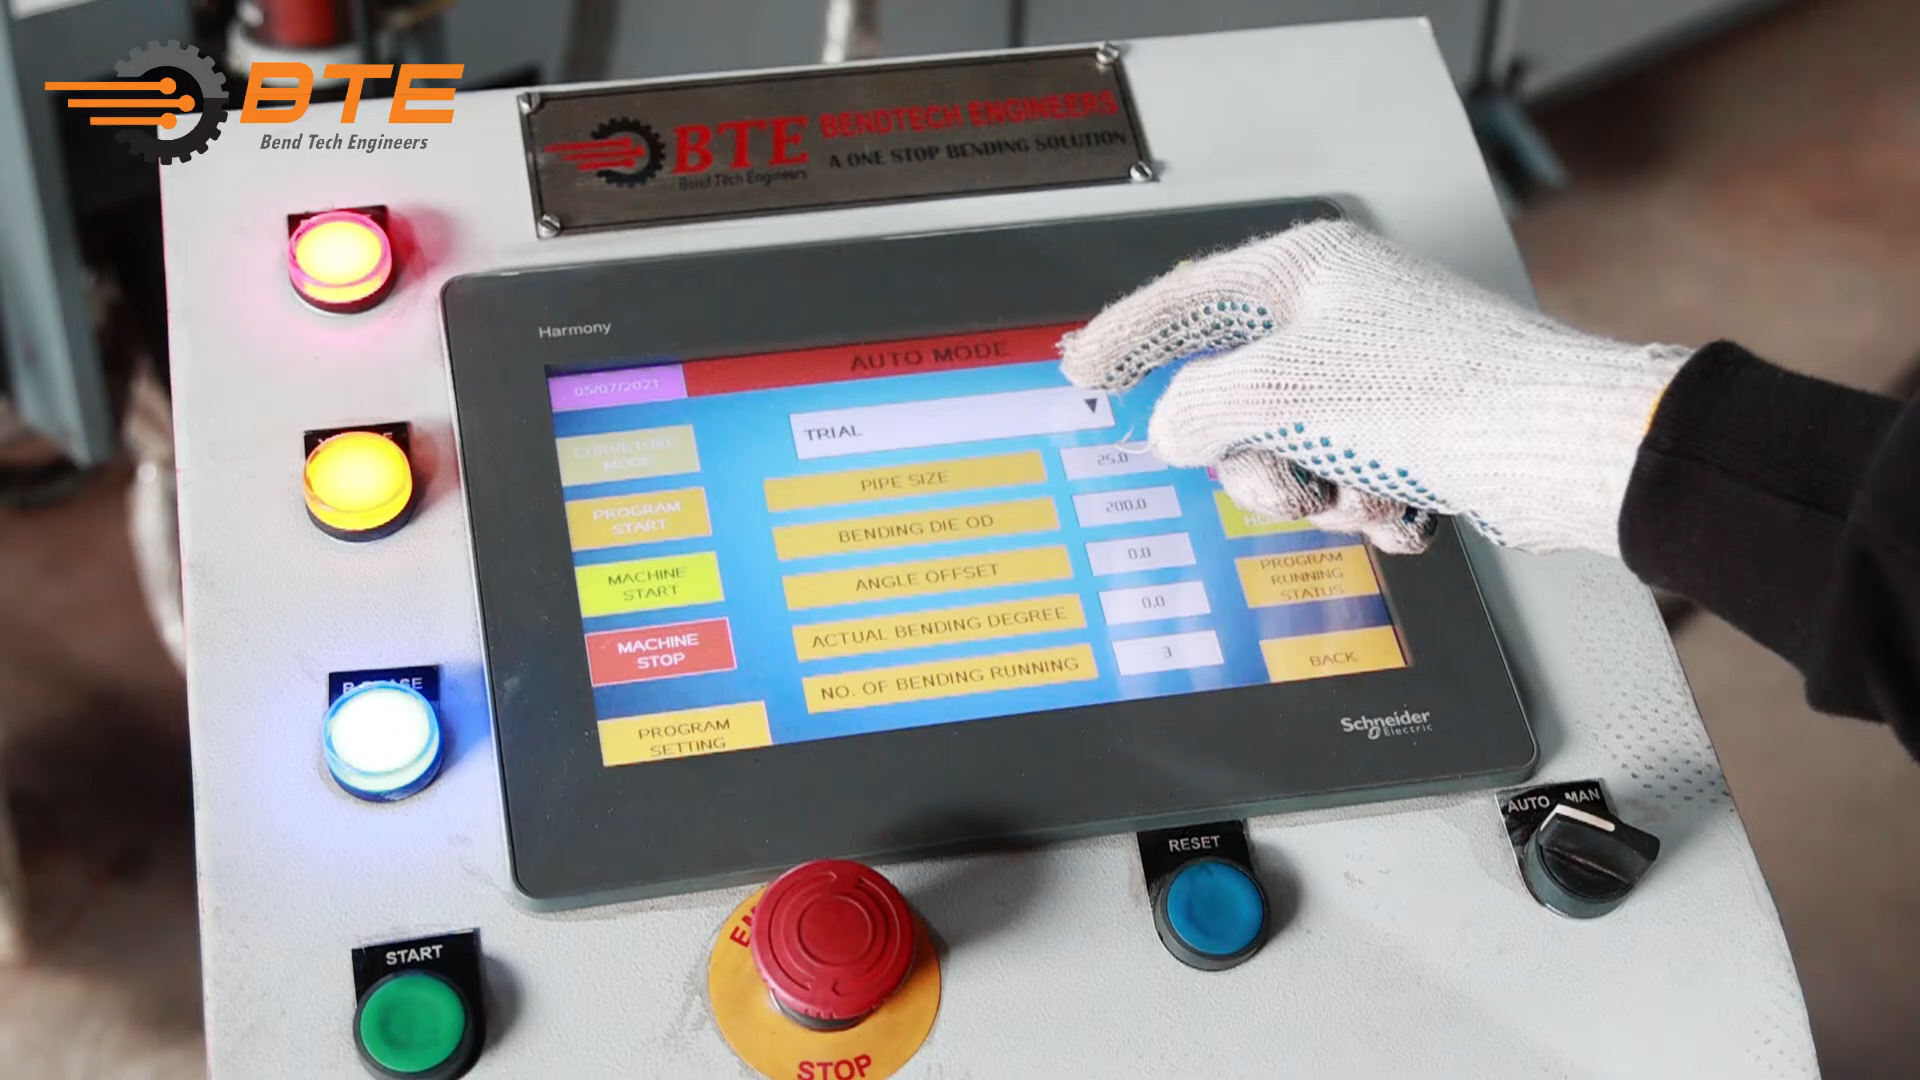 BTE
Bend Tech Engineers
BTE
Bend Tech Engineers
BENDTECH ENGINEERS
A ONE STOP BENDING SOLUTION
Harmony
05/07/2021
AUTO MODE
TRIAL
CURVETURE
MODE
PROGRAM
START
MACHINE
START
MACHINE
STOP
PROGRAM
SETTING
PIPE SIZE
25.0
BENDING DIE OD
200.0
ANGLE OFFSET
0.0
ACTUAL BENDING DEGREE
0.0
NO. OF BENDING RUNNING
3
PROGRAM
RUNNING
STATUS
BACK
Schneider
Electric
AUTO MAN
RESET
START
STOP